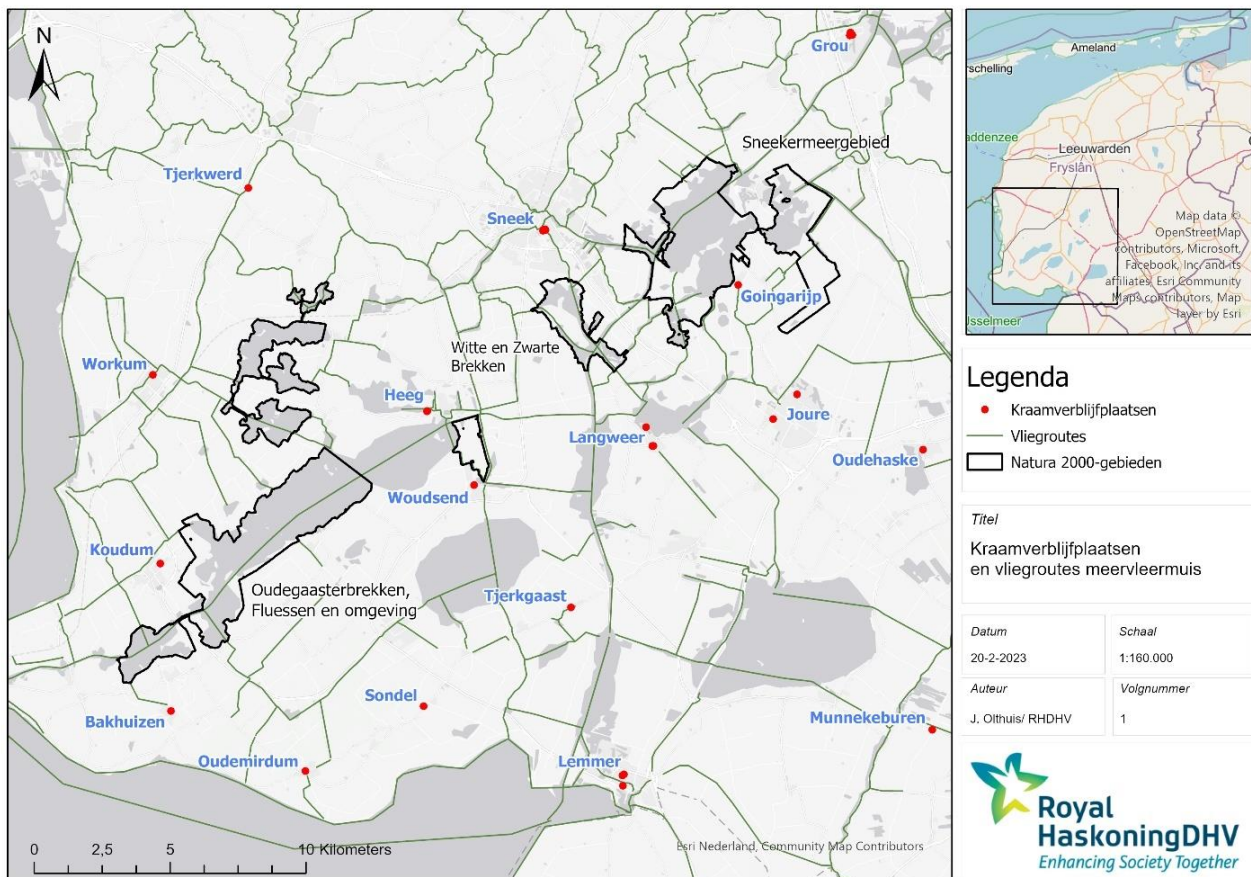 N
Grou
Sneekermeergebied
Tjerkwerd
Sneek
Goingarijp
Witte en Zwarte
Brekken
Workum
Heeg
Langweer
Joure
Oudehaske
Woudsend
Koudum
Oudegaasterbrekken,
Fluessen en omgeving
Tjerkgaast
Sondel
Bakhuizen
Munnekeburen
Oudemirdum
Lemmer
0 2,5 5 10 Kilometers
Esri Nederland, Community Map Contributors
Ameland
rschelling
addenzee
Leeuwarden
Fryslân
Map data ©
OpenStreetMap
contributors, Microsoft,
Facebook, Inc. and its
affiliates, Esri Community
Maps contributors, Map
layer by Esri
Jsselmeer
Legenda
Kraamverblijfplaatsen
Vliegroutes
Natura 2000-gebieden
Titel
Kraamverblijfplaatsen
en vliegroutes meervleermuis
Datum
20-2-2023
Schaal
1:160.000
Auteur
J. Olthuis/ RHDHV
Volgnummer
1
Royal
HaskoningDHV
Enhancing Society Together